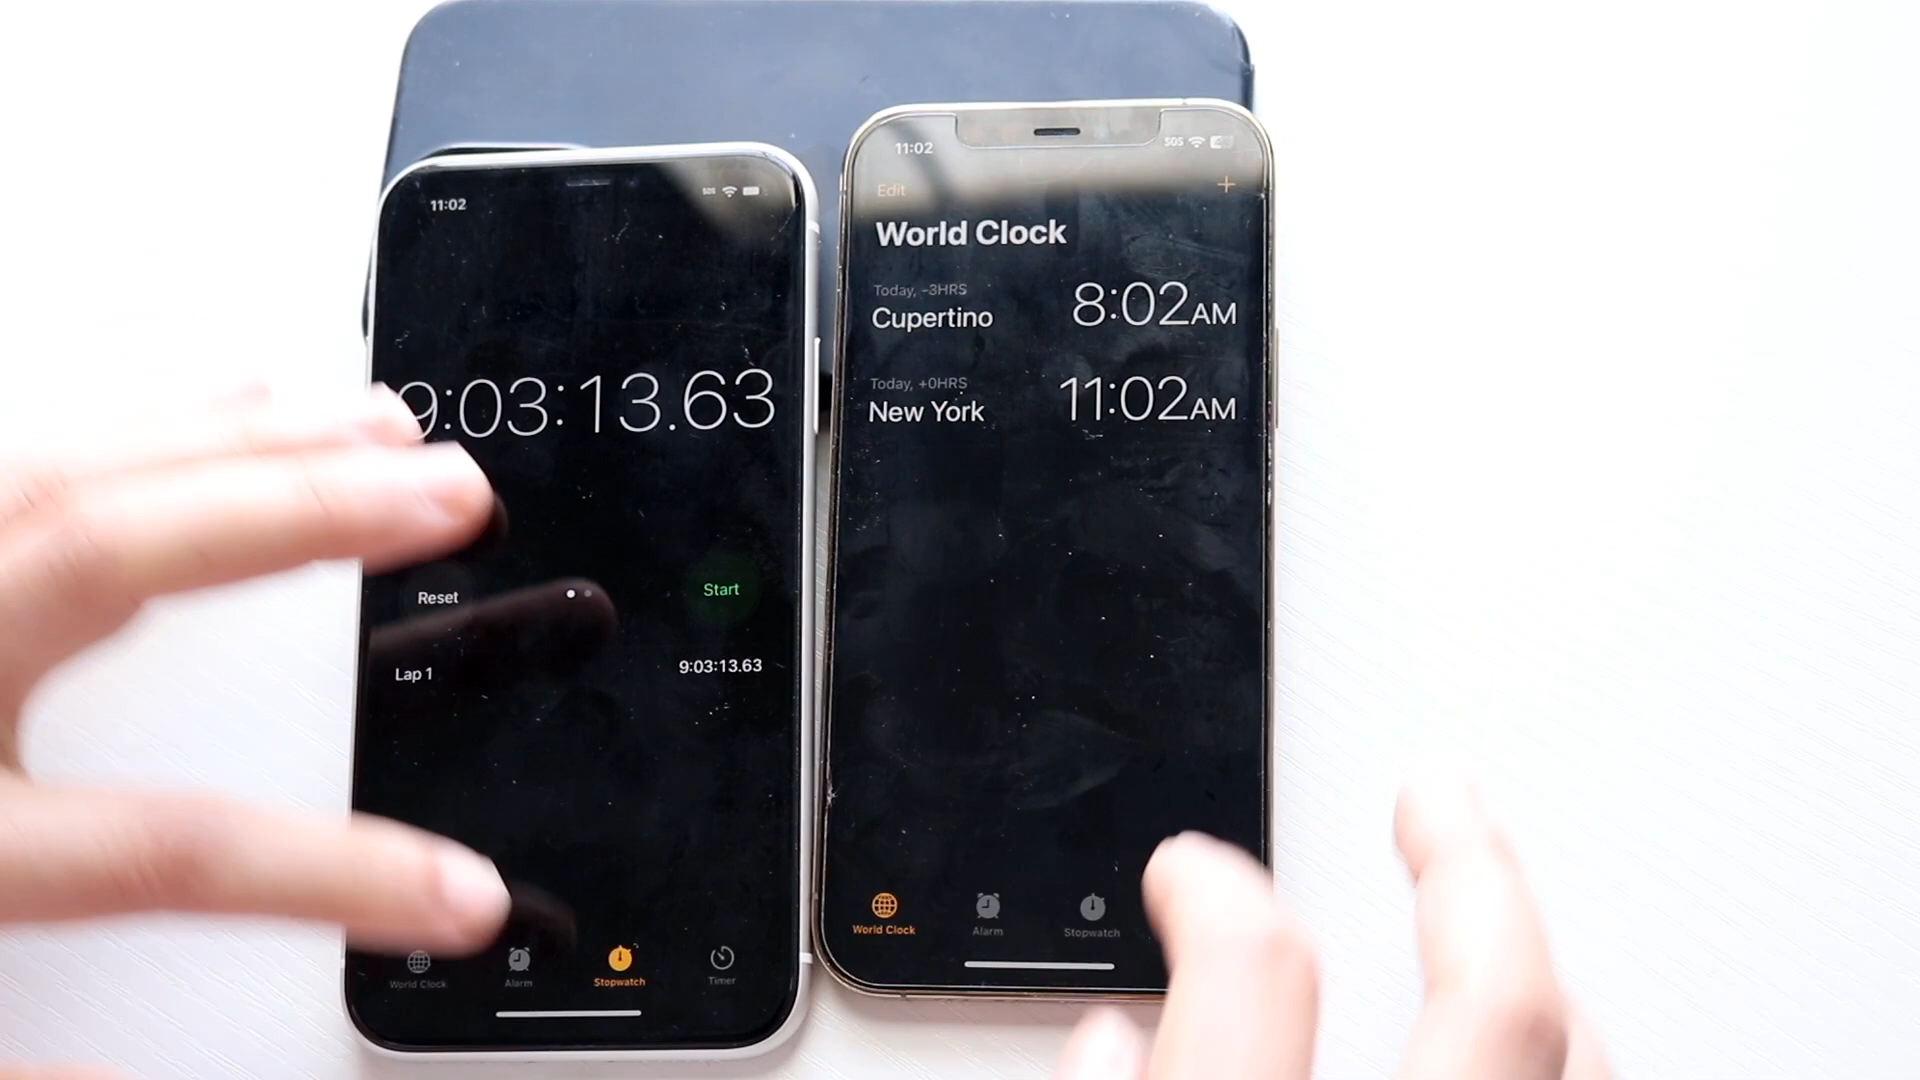 11:02
SOS
9:03:13.63
Reset
Start
Lap 1
9:03:13.63
World Clock
Alarm
Stopwatch
Timer
11:02
SOS
Edit
+
World Clock
Today, -3HRS
Cupertino
8:02AM
Today, +0HRS
New York
11:02AM
World Clock
Alarm
Stopwatch